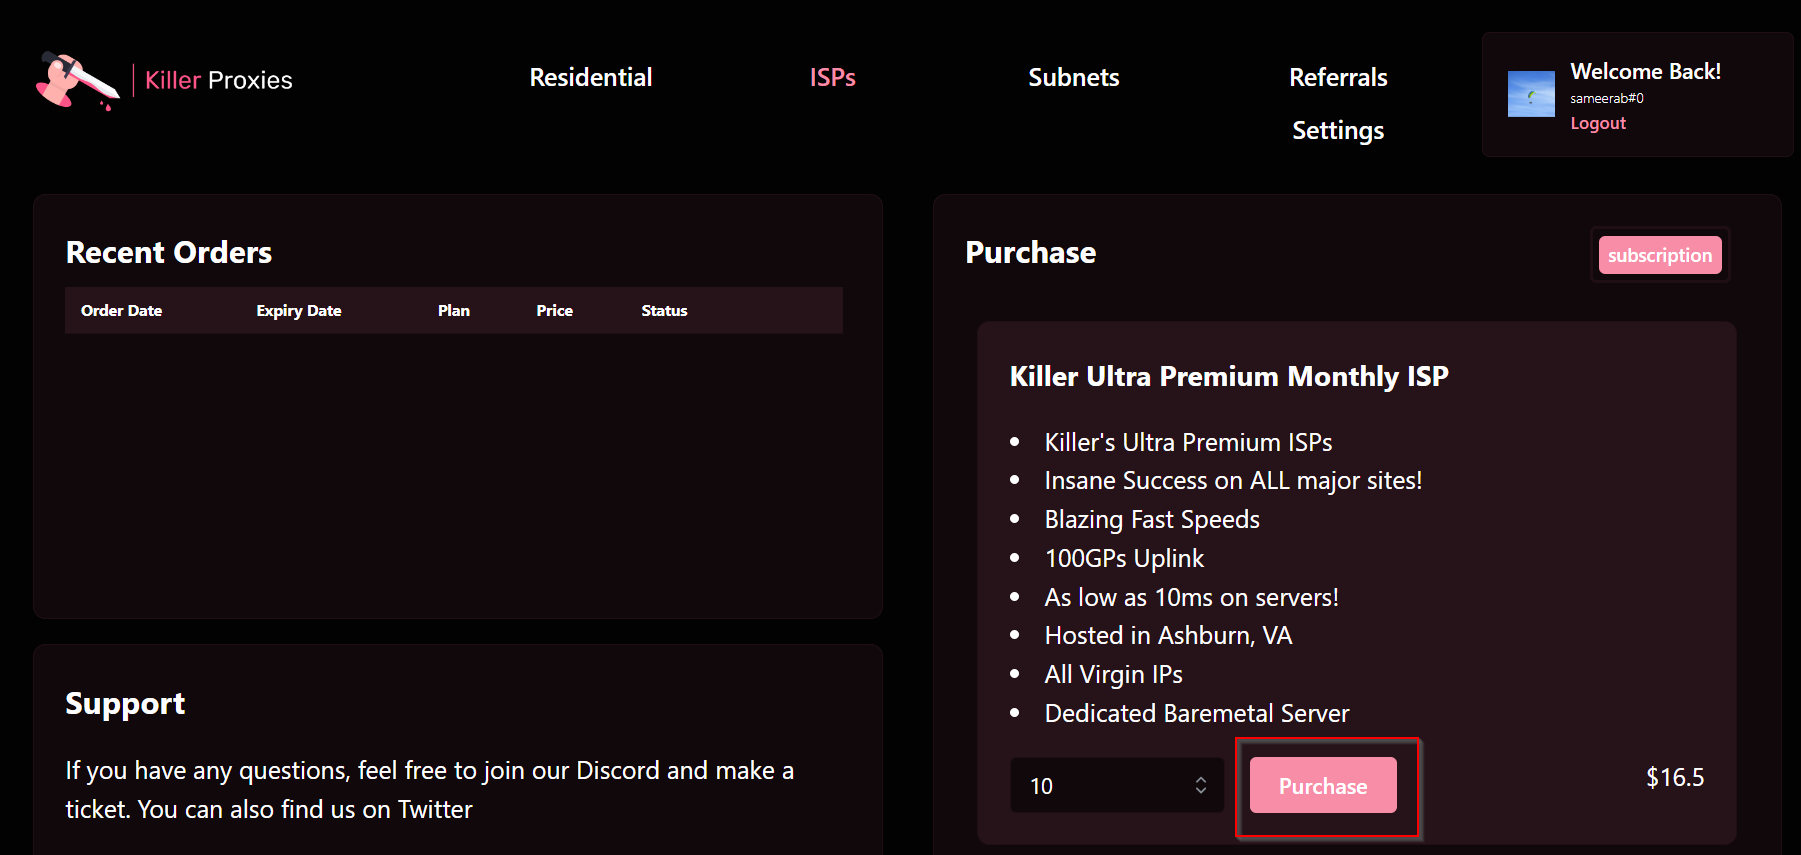 Killer Proxies
Residential
ISPs
Subnets
Referrals
Settings
Welcome Back!
sameerab#0
Logout
Recent Orders
Order Date Expiry Date Plan Price Status
Support
If you have any questions, feel free to join our Discord and make a
ticket. You can also find us on Twitter
Purchase
subscription
Killer Ultra Premium Monthly ISP
• Killer's Ultra Premium ISPs
• Insane Success on ALL major sites!
• Blazing Fast Speeds
• 100GPs Uplink
• As low as 10ms on servers!
• Hosted in Ashburn, VA
• All Virgin IPs
• Dedicated Baremetal Server
10 Purchase $16.5